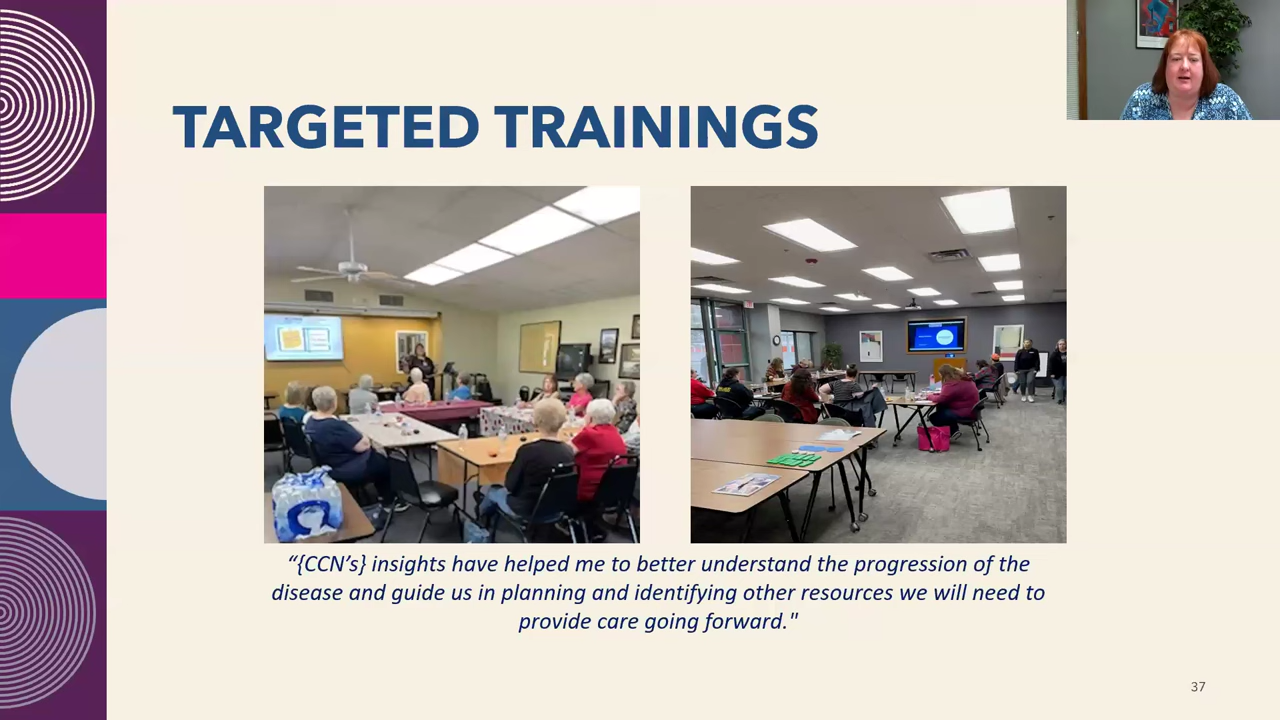 TARGETED TRAININGS
“{CCN’s} insights have helped me to better understand the progression of the
disease and guide us in planning and identifying other resources we will need to
provide care going forward."
37